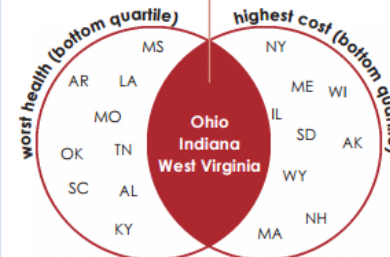 worst health (bottom quartile)
highest cost (bottom quartile)
MS
AR
LA
MO
OK
TN
SC
AL
KY
Ohio
Indiana
West Virginia
NY
ME
WI
IL
SD
AK
WY
NH
MA